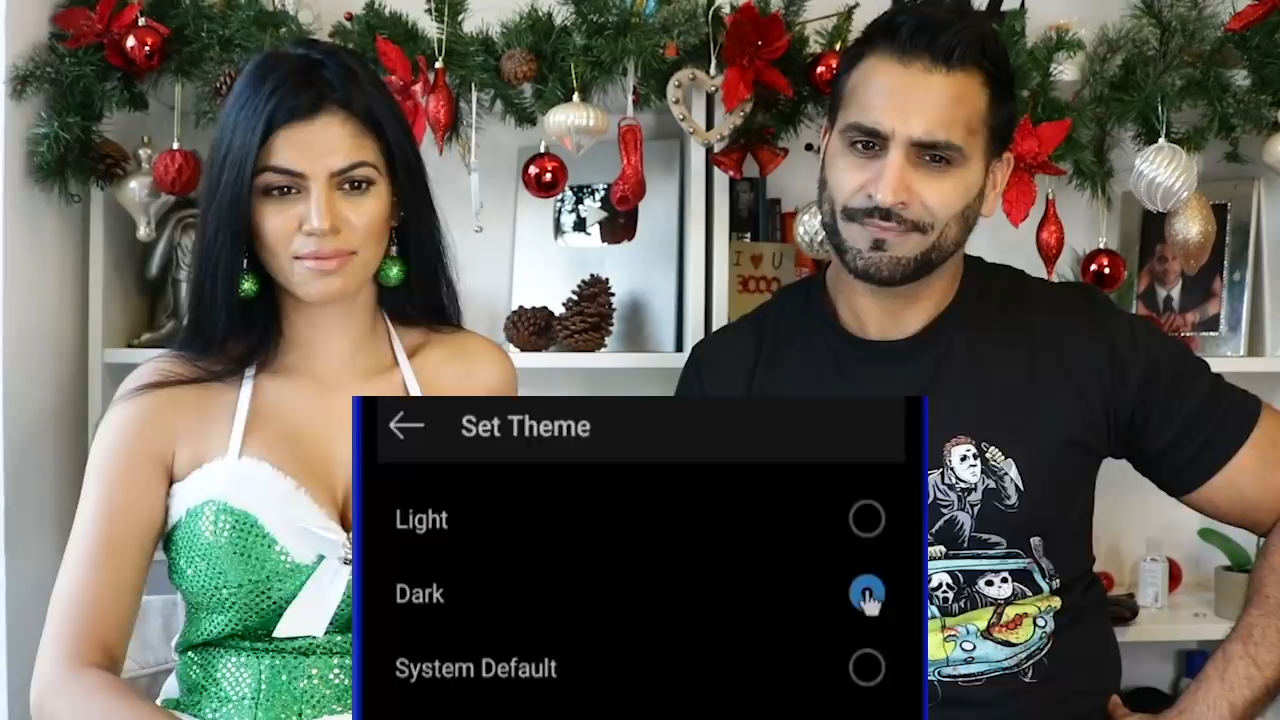 I ♥ U
3000
Set Theme
Light
Dark
System Default